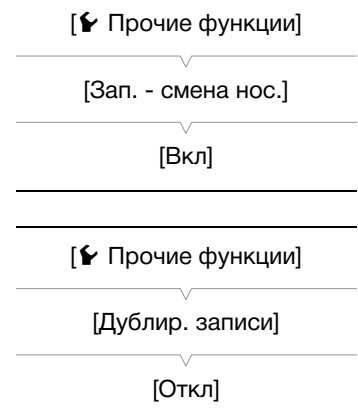 [Прочие функции]
[Зап. - смена нос.]
[Вкл]
[Прочие функции]
[Дублир. записи]
[Откл]